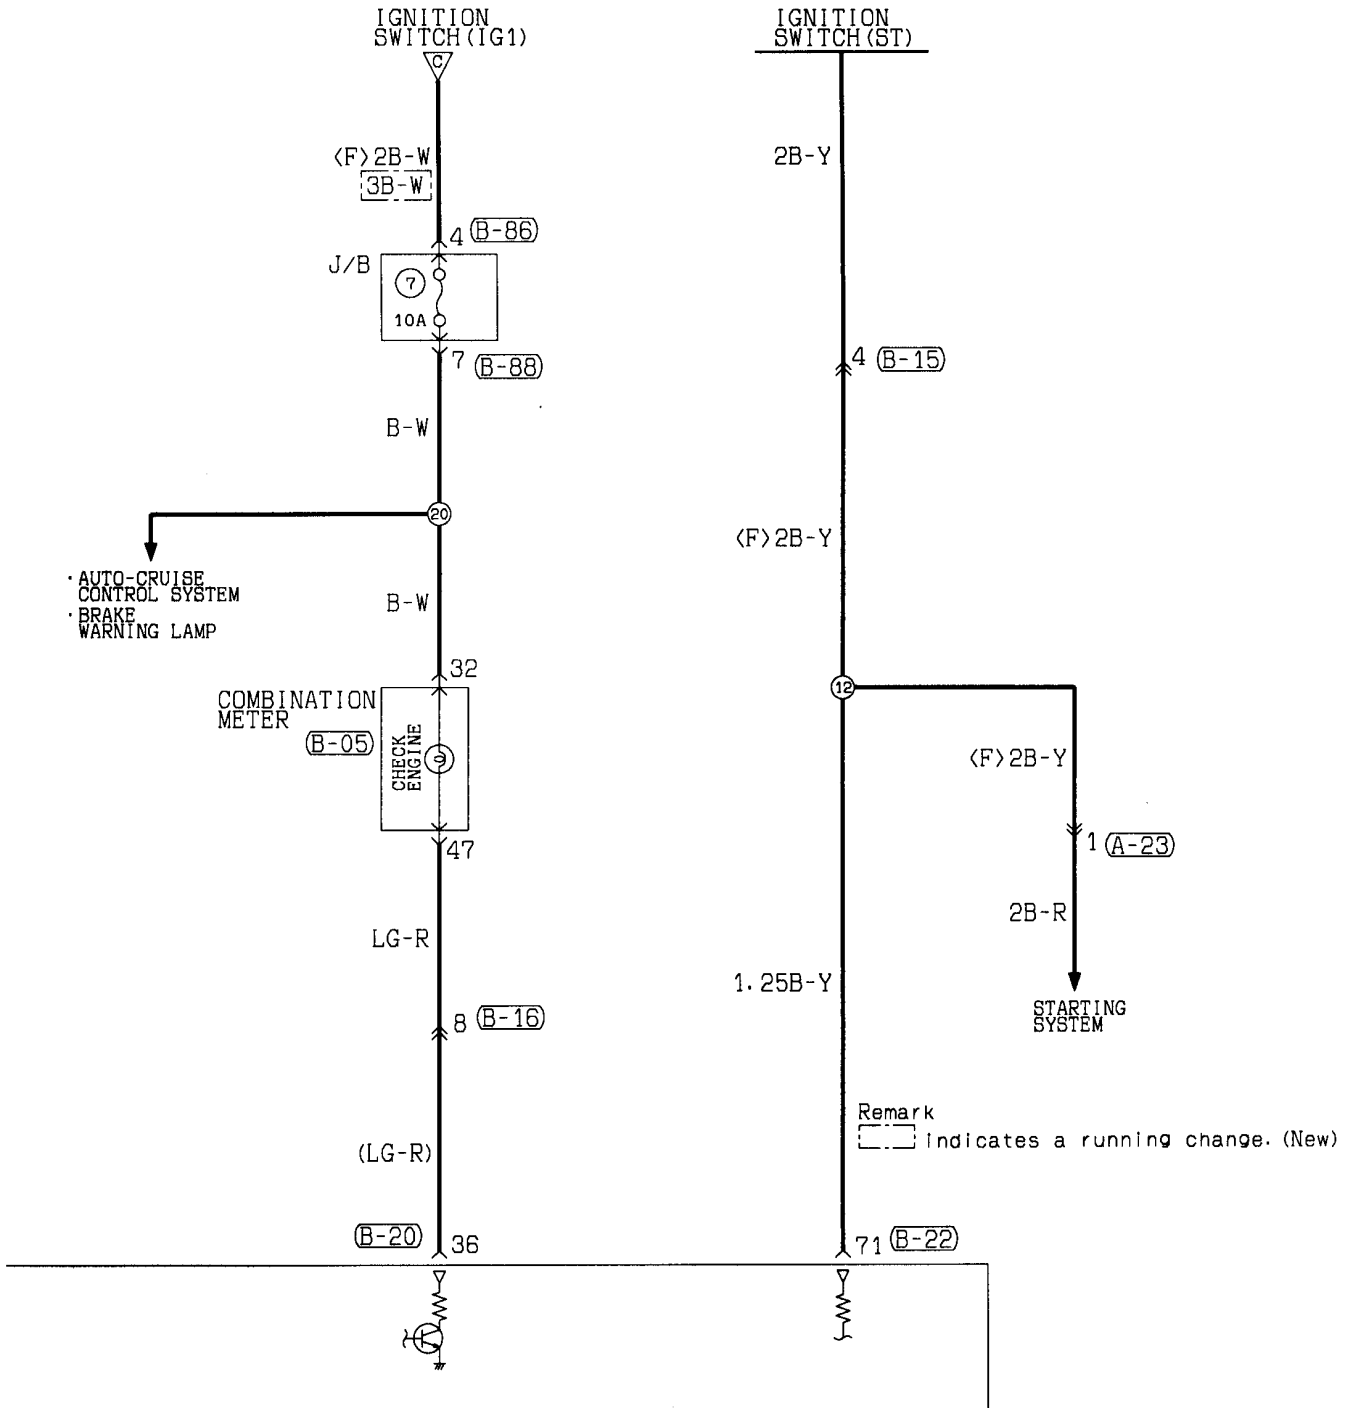 IGNITION
SWITCH(IG1)
IGNITION
SWITCH(ST)
C
<F>2B-W
3B-W
2B-Y
4 B-86
J/B
7
10A
7 B-88
4 B-15
B-W
20
<F>2B-Y
· AUTO-CRUISE
CONTROL SYSTEM
· BRAKE
WARNING LAMP
B-W
32
12
COMBINATION
METER
B-05
CHECK
ENGINE
<F>2B-Y
47
1 A-23
LG-R
2B-R
1.25B-Y
8 B-16
STARTING
SYSTEM
Remark
indicates a running change. (New)
(LG-R)
B-20 36
71 B-22